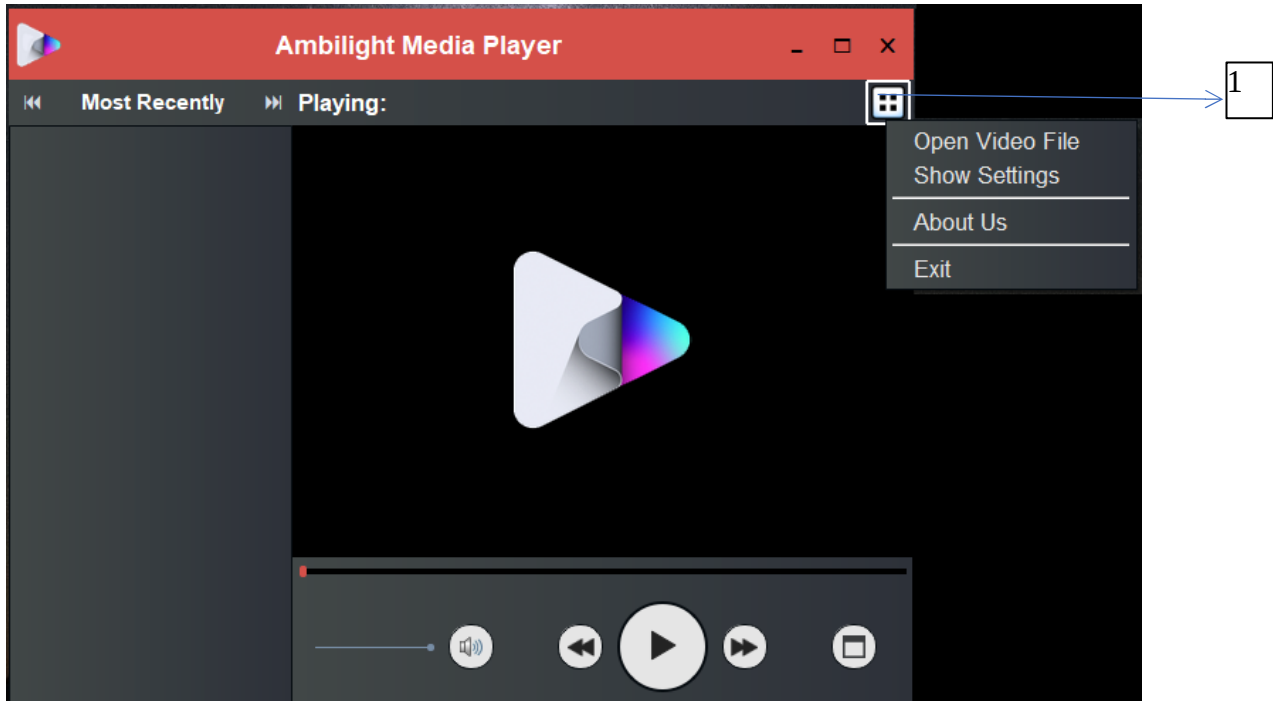 Ambilight Media Player
Most Recently Playing:
1
Open Video File
Show Settings
About Us
Exit